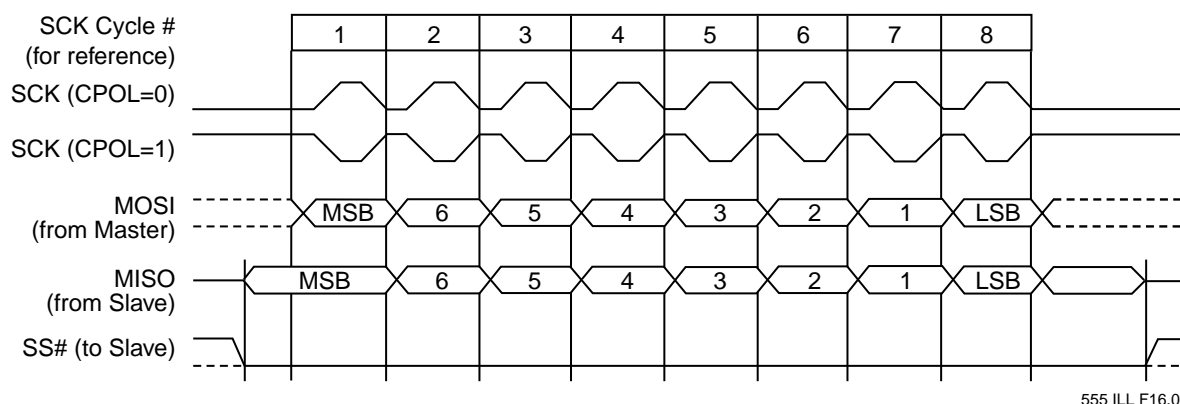 SCK Cycle #
(for reference)
1 2 3 4 5 6 7 8
SCK (CPOL=0)
SCK (CPOL=1)
MOSI
(from Master)
MSB 6 5 4 3 2 1 LSB
MISO
(from Slave)
MSB 6 5 4 3 2 1 LSB
SS# (to Slave)
555 ILL F16.0